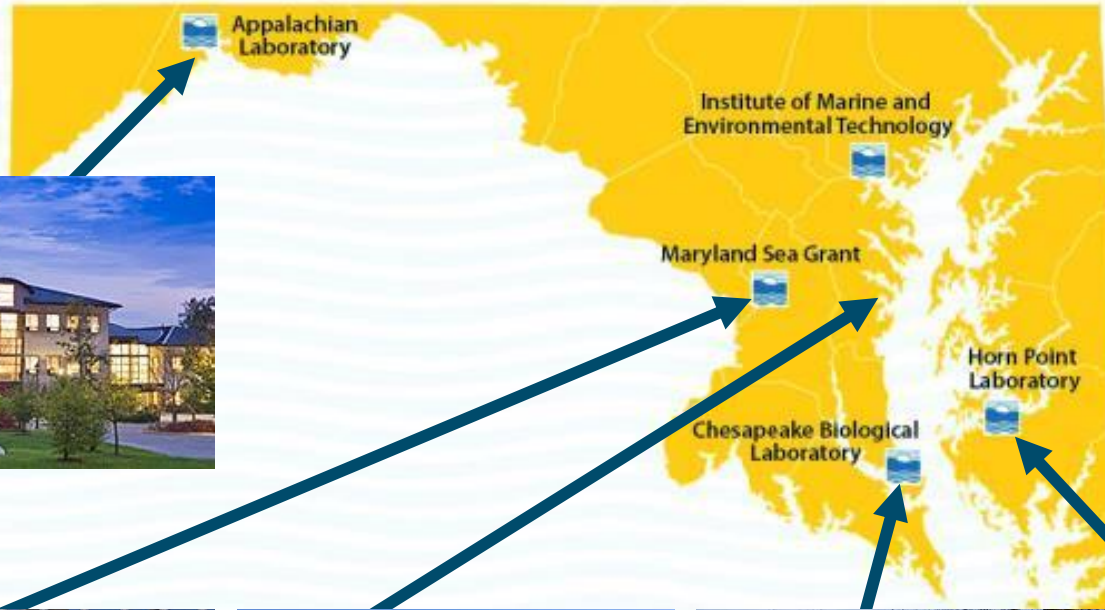 Appalachian
Laboratory
Institute of Marine and
Environmental Technology
Maryland Sea Grant
Horn Point
Laboratory
Chesapeake Biological
Laboratory